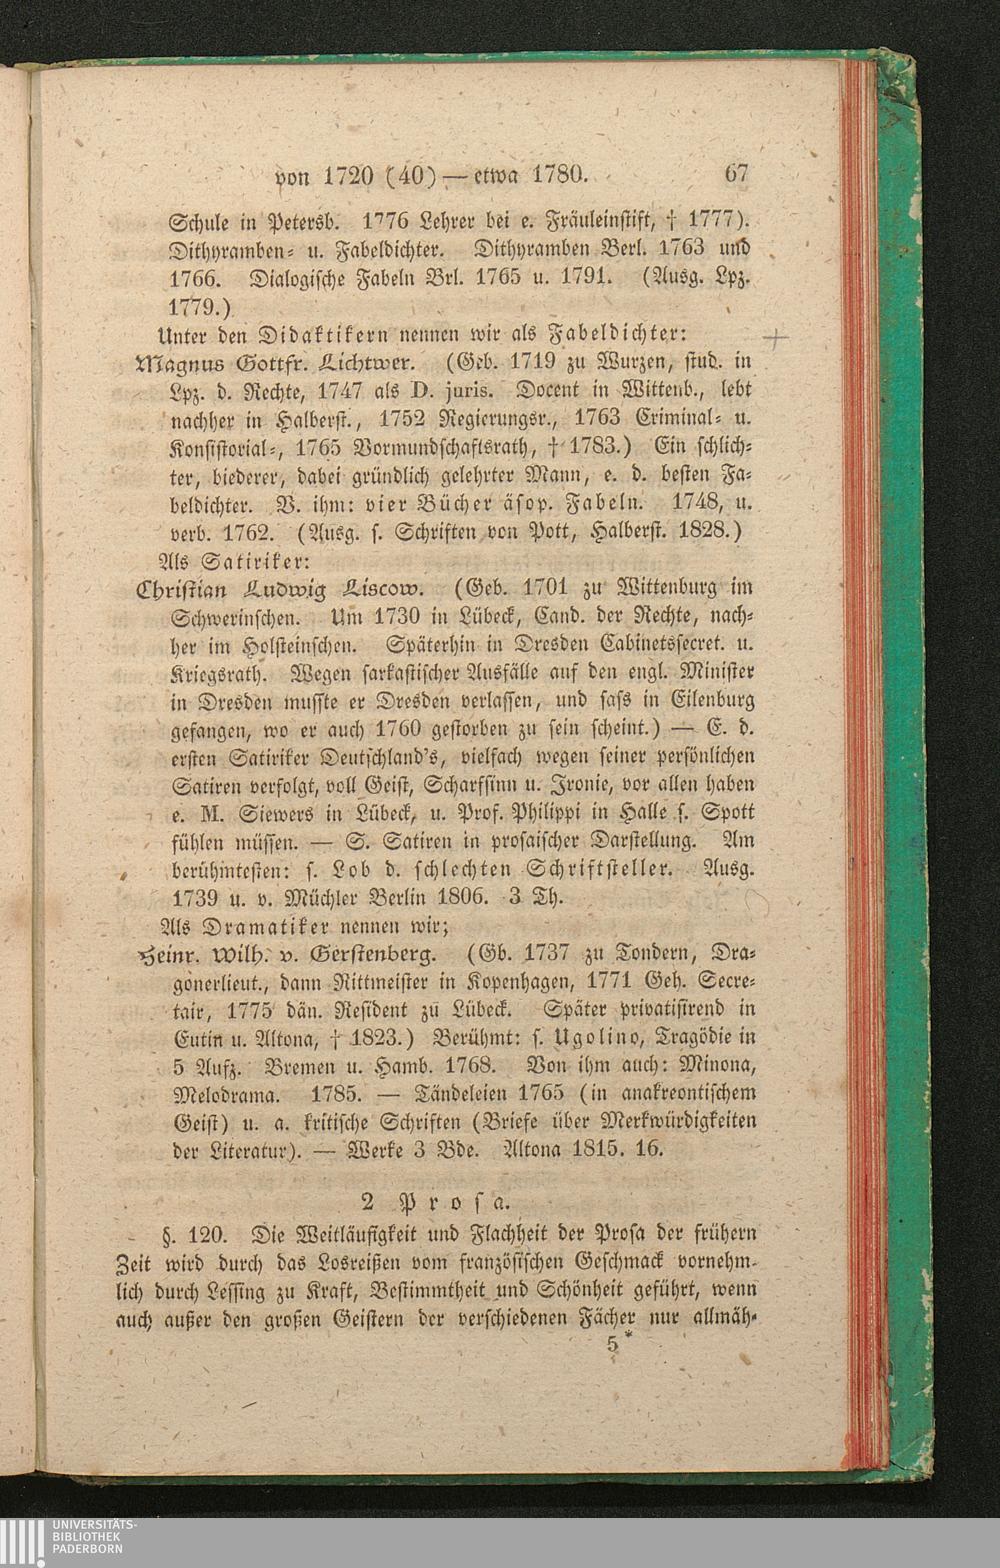 von 1720 (40) — etwa 1780. 67
Schule in Petersb. 1776 Lehrer bei e. Fräuleinstift, † 1777).
Dithyramben- u. Fabeldichter. Dithyramben Berl. 1763 und
1766. Dialogische Fabeln Brl. 1765 u. 1791. (Ausg. Lpz.
1779.)
Unter den Didaktikern nennen wir als Fabeldichter:
Magnus Gottfr. Lichtwer. (Geb. 1719 zu Wurzen, stud. in
Lpz. d. Rechte, 1747 als D. juris. Docent in Wittenb., lebt
nachher in Halberst., 1752 Regierungsr., 1763 Criminal- u.
Konsistorial-, 1765 Vormundschaftsrath, † 1783.) Ein schlich-
ter, biederer, dabei gründlich gelehrter Mann, e. d. besten Fa-
beldichter. V. ihm: vier Bücher äsop. Fabeln. 1748, u.
verb. 1762. (Ausg. s. Schriften von Pott, Halberst. 1828.)
Als Satiriker:
Christian Ludwig Liscow. (Geb. 1701 zu Wittenburg im
Schwerinschen. Um 1730 in Lübeck, Cand. der Rechte, nach-
her im Holsteinschen. Späterhin in Dresden Cabinetssecret. u.
Kriegsrath. Wegen sarkastischer Ausfälle auf den engl. Minister
in Dresden musste er Dresden verlassen, und sass in Eilenburg
gefangen, wo er auch 1760 gestorben zu sein scheint.) — E. d.
ersten Satiriker Deutschland's, vielfach wegen seiner persönlichen
Satiren verfolgt, voll Geist, Scharfsinn u. Ironie, vor allen haben
e. M. Siewers in Lübeck, u. Prof. Philippi in Halle s. Spott
fühlen müssen. — S. Satiren in prosaischer Darstellung. Am
berühmtesten: s. Lob d. schlechten Schriftsteller. Ausg.
1739 u. v. Müchler Berlin 1806. 3 Th.
Als Dramatiker nennen wir;
Heinr. Wilh. v. Gerstenberg. (Gb. 1737 zu Tondern, Dra-
gonerlieut., dann Rittmeister in Kopenhagen, 1771 Geh. Secre-
tair, 1775 dän. Resident zu Lübeck. Später privatisirend in
Eutin u. Altona, † 1823.) Berühmt: s. Ugolino, Tragödie in
5 Aufz. Bremen u. Hamb. 1768. Von ihm auch: Minona,
Melodrama. 1785. — Tändeleien 1765 (in anakreontischem
Geist) u. a. kritische Schriften (Briefe über Merkwürdigkeiten
der Literatur). — Werke 3 Bde. Altona 1815. 16.
2 Prosa.
§. 120. Die Weitläufigkeit und Flachheit der Prosa der frühern
Zeit wird durch das Losreißen vom französischen Geschmack vornehm-
lich durch Lessing zu Kraft, Bestimmtheit und Schönheit geführt, wenn
auch außer den großen Geistern der verschiedenen Fächer nur allmäh-
5*
UNIVERSITÄTS-
BIBLIOTHEK
PADERBORN